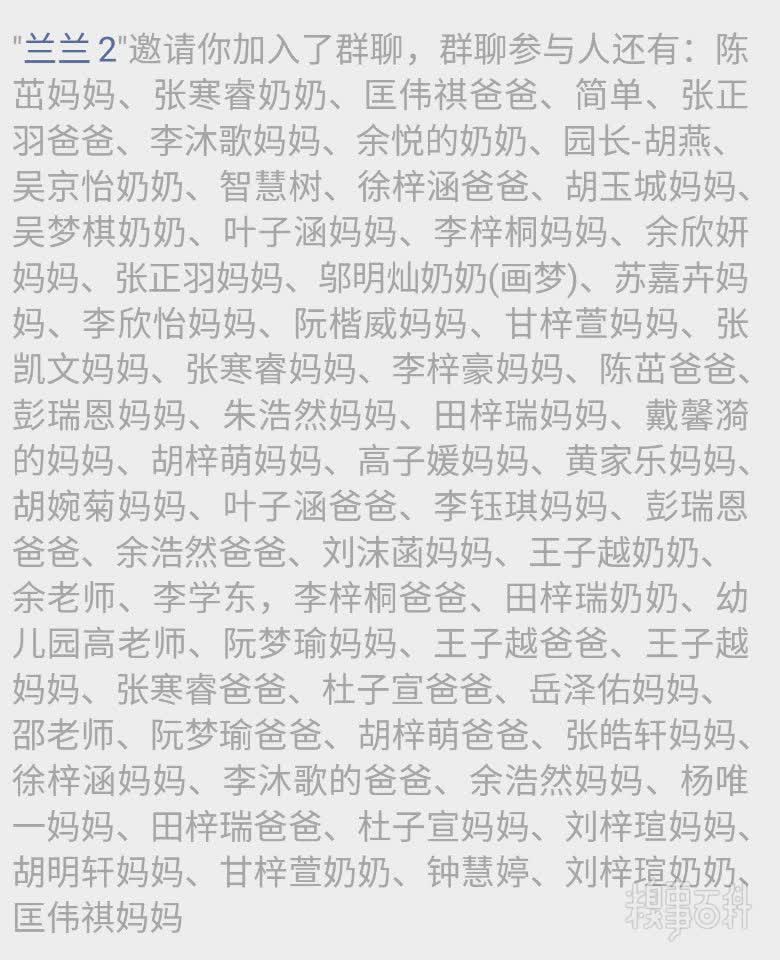 "兰兰 2"邀请你加入了群聊，群聊参与人还有：陈
茁妈妈、张寒睿奶奶、匡伟祺爸爸、简单、张正
羽爸爸、李沐歌妈妈、余悦的奶奶、园长-胡燕、
吴京怡奶奶、智慧树、徐梓涵爸爸、胡玉城妈妈、
吴梦棋奶奶、叶子涵妈妈、李梓桐妈妈、余欣妍
妈妈、张正羽妈妈、邬明灿奶奶(画梦)、苏嘉卉妈
妈、李欣怡妈妈、阮楷威妈妈、甘梓萱妈妈、张
凯文妈妈、张寒睿妈妈、李梓豪妈妈、陈茁爸爸、
彭瑞恩妈妈、朱浩然妈妈、田梓瑞妈妈、戴馨漪
的妈妈、胡梓萌妈妈、高子媛妈妈、黄家乐妈妈、
胡婉菊妈妈、叶子涵爸爸、李钰琪妈妈、彭瑞恩
爸爸、余浩然爸爸、刘沫菡妈妈、王子越奶奶、
余老师、李学东，李梓桐爸爸、田梓瑞奶奶、幼
儿园高老师、阮梦瑜妈妈、王子越爸爸、王子越
妈妈、张寒睿爸爸、杜子宣爸爸、岳泽佑妈妈、
邵老师、阮梦瑜爸爸、胡梓萌爸爸、张皓轩妈妈、
徐梓涵妈妈、李沐歌的爸爸、余浩然妈妈、杨唯
一妈妈、田梓瑞爸爸、杜子宣妈妈、刘梓瑄妈妈、
胡明轩妈妈、甘梓萱奶奶、钟慧婷、刘梓瑄奶奶、
匡伟祺妈妈
糗事百科